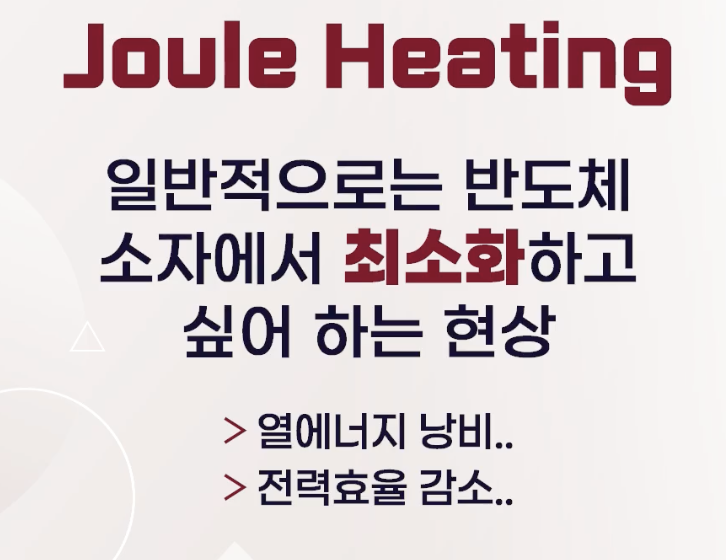 Joule Heating
일반적으로는 반도체
소자에서 최소화하고
싶어 하는 현상
> 열에너지 낭비..
> 전력효율 감소..